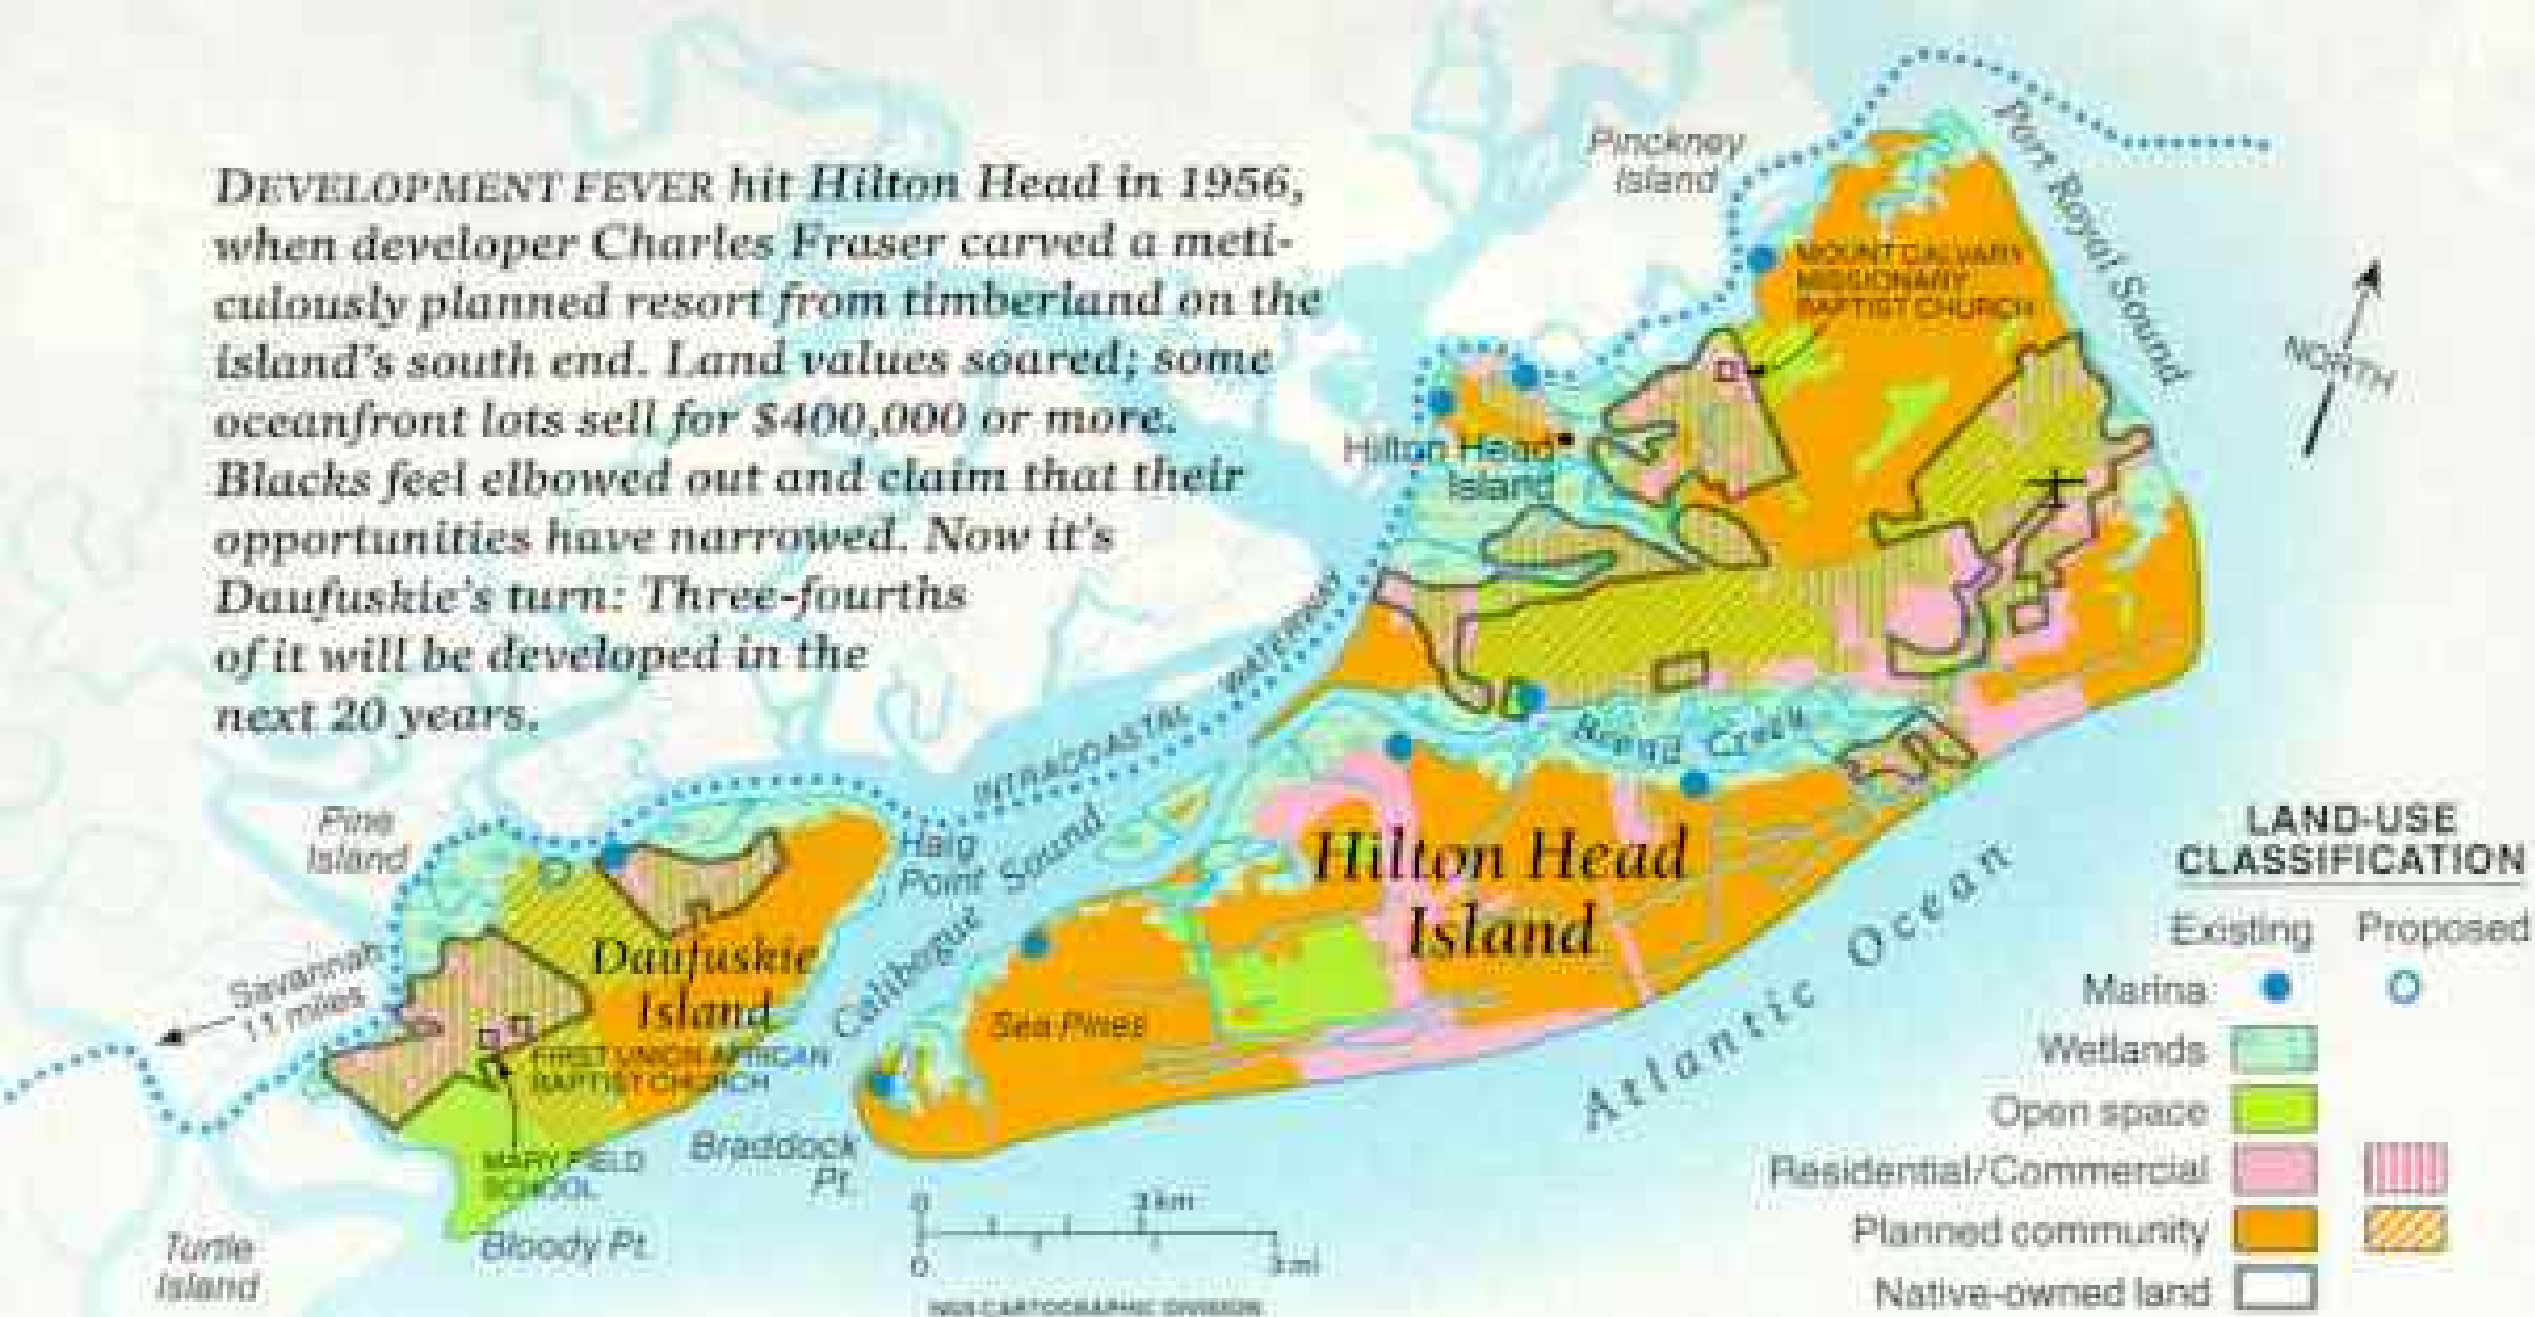 DEVELOPMENT FEVER hit Hilton Head in 1956,
when developer Charles Fraser carved a meti-
culously planned resort from timberland on the
island's south end. Land values soared; some
oceanfront lots sell for $400,000 or more.
Blacks feel elbowed out and claim that their
opportunities have narrowed. Now it's
Daufuskie's turn: Three-fourths
of it will be developed in the
next 20 years.
Pinckney
Island
Port Royal Sound
MOUNT CALVARY
MISSIONARY
BAPTIST CHURCH
NORTH
Hilton Head
Island
INTRACOASTAL WATERWAY
Broad Creek
Pine
Island
Haig
Point
Calibogue Sound
Hilton Head
Island
Daufuskie
Island
Savannah
11 miles
Sea Pines
Atlantic Ocean
FIRST UNION AFRICAN
BAPTIST CHURCH
MARY FIELD
SCHOOL
Braddock
Pt.
Bloody Pt.
Turtle
Island
0 3 km
0 3 mi
NGS CARTOGRAPHIC DIVISION
LAND-USE
CLASSIFICATION
Existing Proposed
Marina
Wetlands
Open space
Residential/Commercial
Planned community
Native-owned land